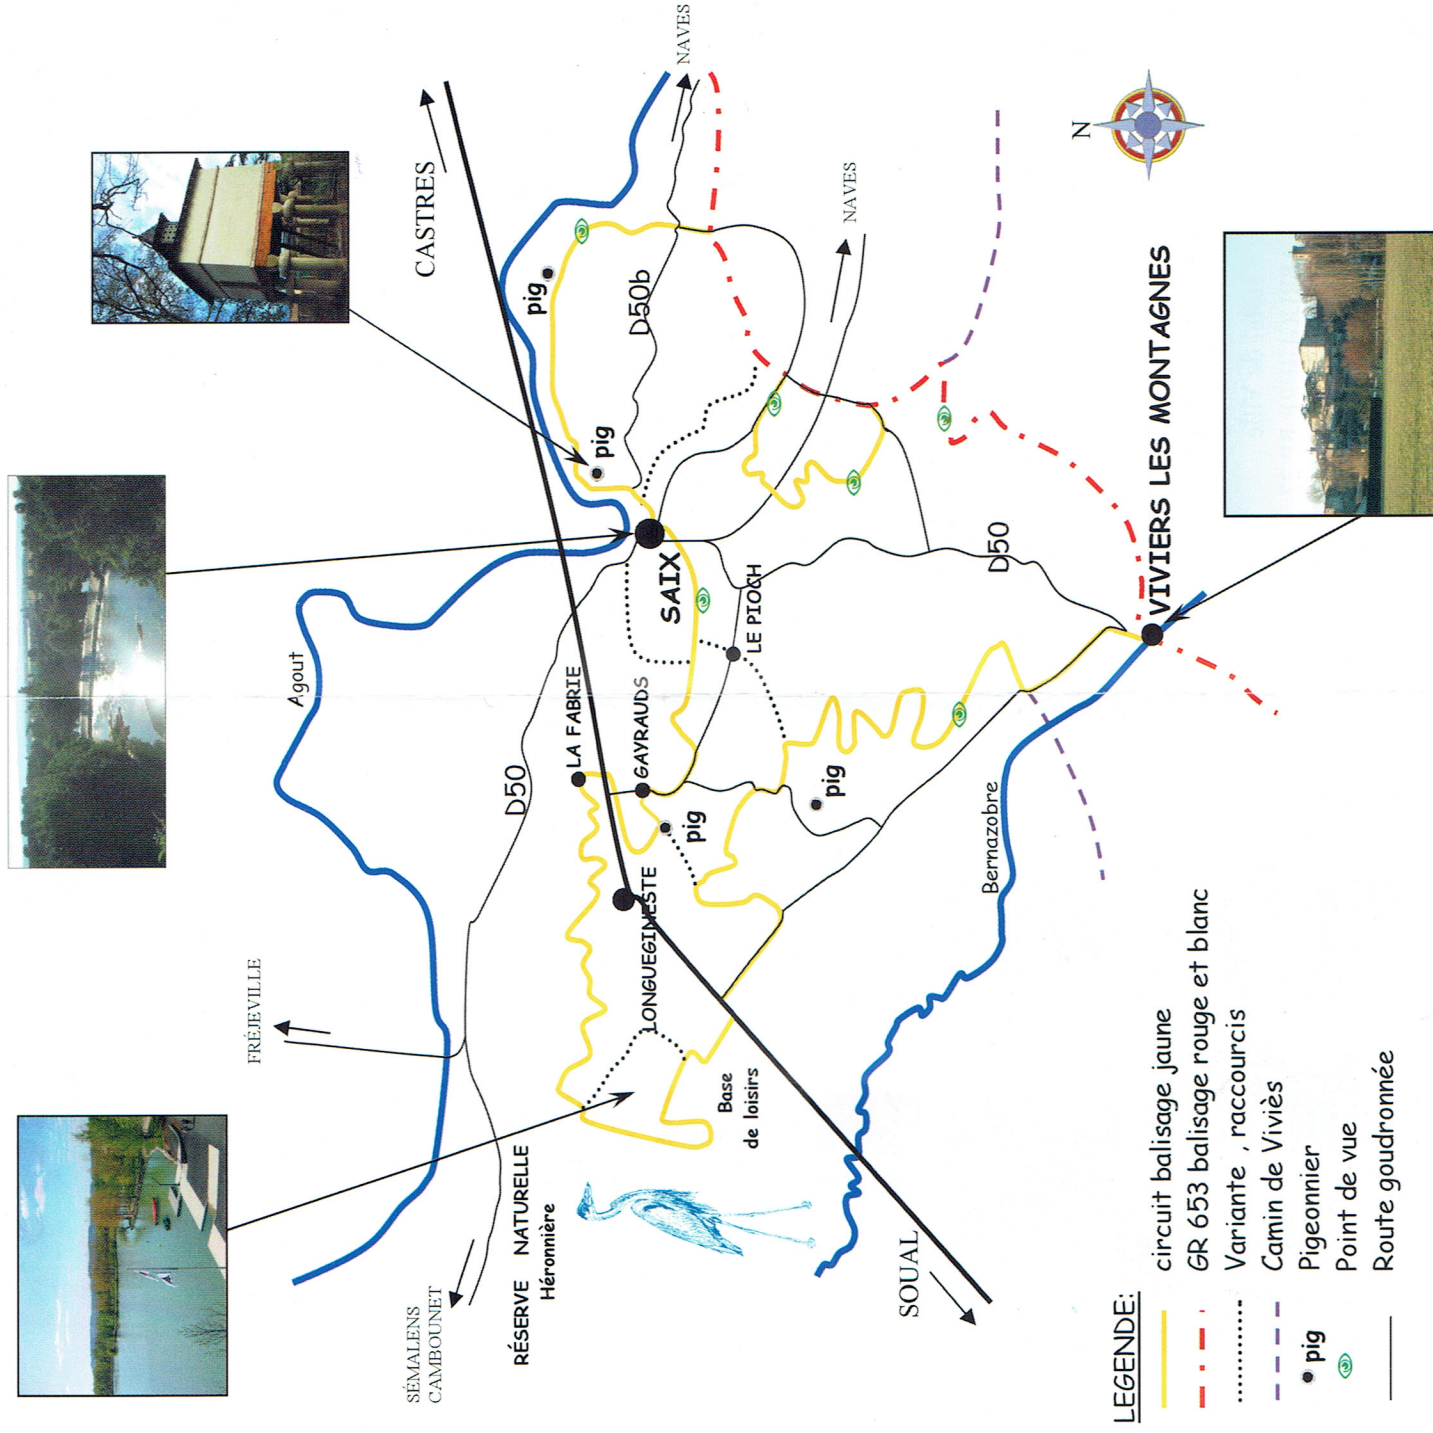 SÉMALENS
CAMBOUNET
FRÉJEVILLE
Agout
CASTRES
NAVES
RÉSERVE NATURELLE
Héronnière
D50
LA FABRIE
GAYRAUDS
SAIX
pig
pig
D50b
LONGUEGINESTE
pig
LE PIOCH
NAVES
Base
de loisirs
pig
SOUAL
Bernazobre
D50
N
VIVIERS LES MONTAGNES
LEGENDE:
circuit balisage jaune
GR 653 balisage rouge et blanc
Variante , raccourcis
Camin de Viviès
pig Pigeonnier
Point de vue
Route goudronnée